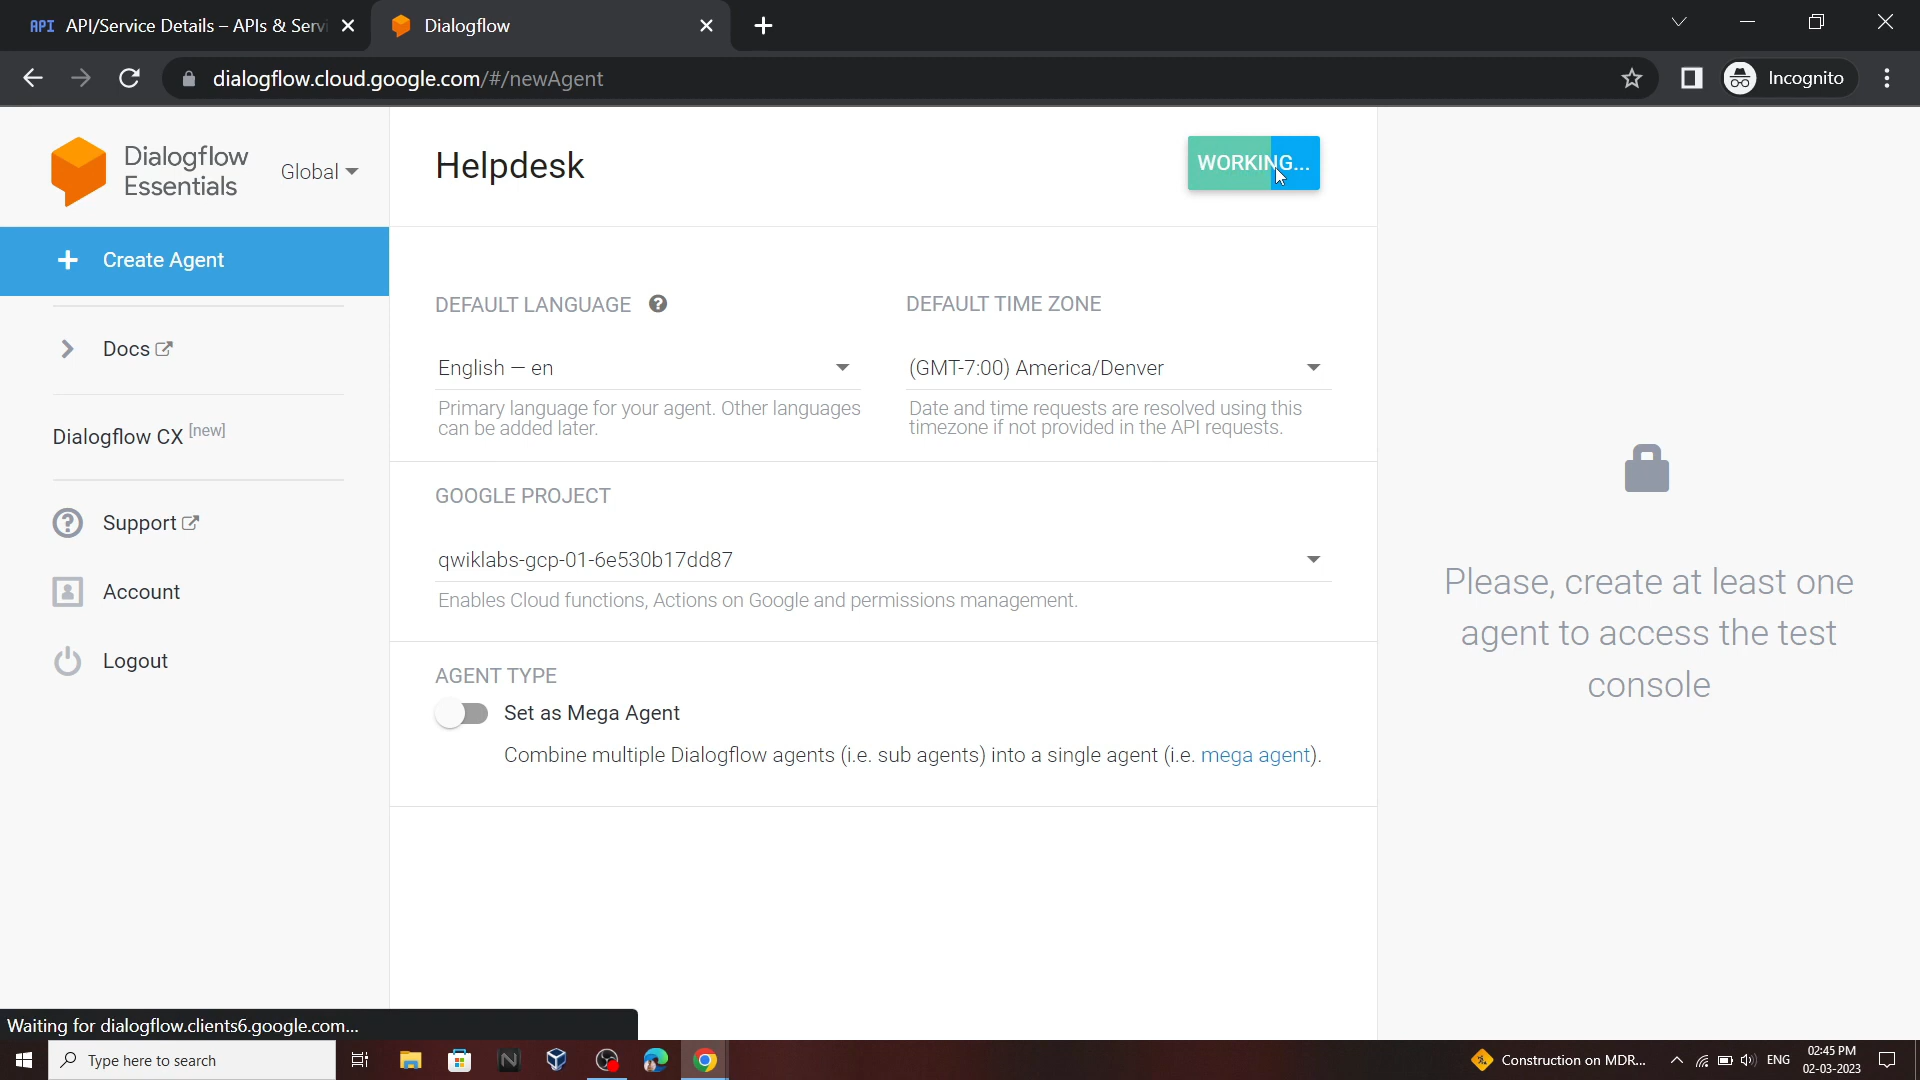 API API/Service Details – APIs & Servi
Dialogflow
dialogflow.cloud.google.com/#/newAgent
Incognito
Dialogflow
Essentials
Global
Helpdesk
WORKING...
Create Agent
DEFAULT LANGUAGE ?
DEFAULT TIME ZONE
Docs
English — en
(GMT-7:00) America/Denver
Primary language for your agent. Other languages
can be added later.
Date and time requests are resolved using this
timezone if not provided in the API requests.
Dialogflow CX [new]
GOOGLE PROJECT
Support
qwiklabs-gcp-01-6e530b17dd87
Enables Cloud functions, Actions on Google and permissions management.
Account
Logout
AGENT TYPE
Set as Mega Agent
Combine multiple Dialogflow agents (i.e. sub agents) into a single agent (i.e. mega agent).
Please, create at least one
agent to access the test
console
Waiting for dialogflow.clients6.google.com...
Type here to search
Construction on MDR...
ENG
02:45 PM
02-03-2023